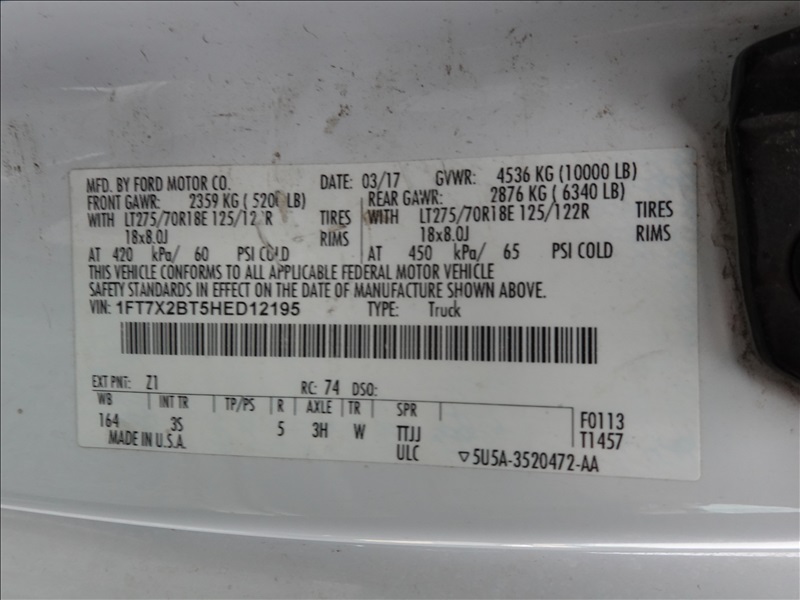 MFD. BY FORD MOTOR CO. DATE: 03/17 GVWR: 4536 KG (10000 LB)
FRONT GAWR: 2359 KG ( LB) REAR GAWR: 2876 KG ( 6340 LB)
WITH LT275/70R18E TIRES WITH LT275/70R18E 125/122R TIRES
18x8.0J RIMS 18x8.0J RIMS
AT 420 kPa/ 60 PSI COLD AT 450 kPa/ 65 PSI COLD
THIS VEHICLE CONFORMS TO ALL APPLICABLE FEDERAL MOTOR VEHICLE
SAFETY STANDARDS IN EFFECT ON THE DATE OF MANUFACTURE SHOWN ABOVE.
VIN: 1FT7X2BT5HED12195 TYPE: Truck
EXT PNT: Z1 RC: 74 DSO:
WB INT TR TP/PS R AXLE TR SPR
164 3S 5 3H W TTJJ F0113
MADE IN U.S.A. ULC T1457
▽5U5A-3520472-AA